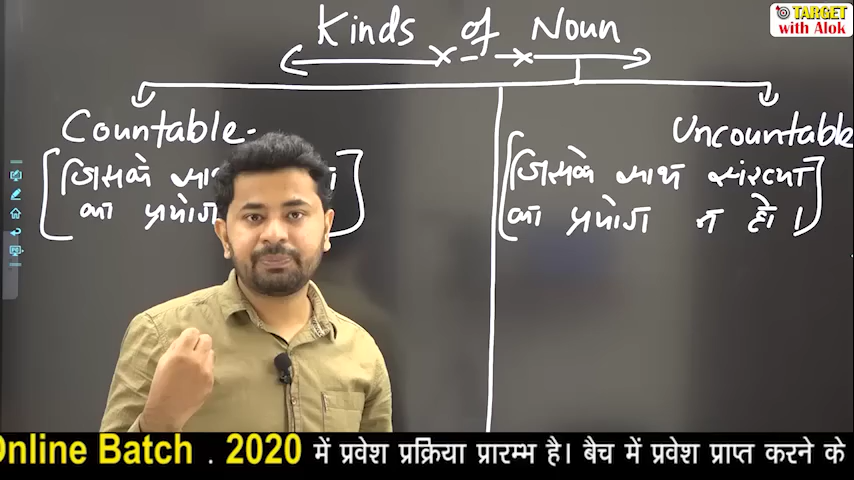 TARGET
with Alok
Kinds of Noun
Countable-
जिसके साथ
का प्रयोग
Uncountable
जिसके साथ संख्या
का प्रयोग न हो।
Online Batch . 2020 में प्रवेश प्रक्रिया प्रारम्भ है। बैच में प्रवेश प्राप्त करने के